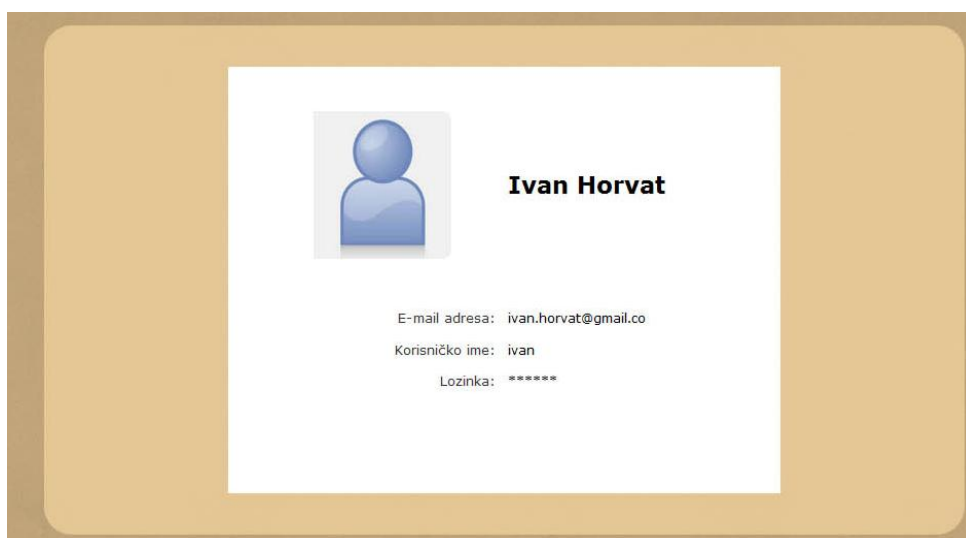 Ivan Horvat
E-mail adresa: ivan.horvat@gmail.co
Korisničko ime: ivan
Lozinka: ******